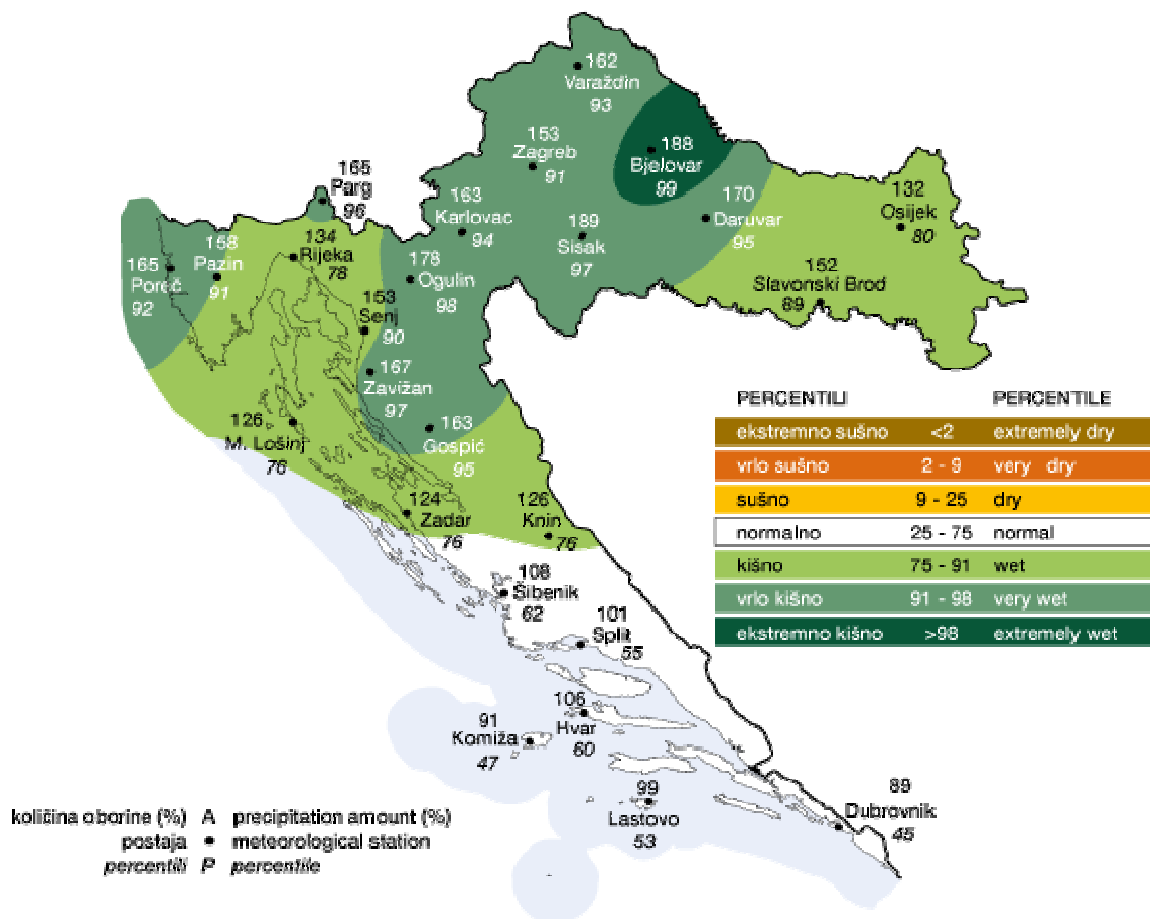 162
Varaždin
93
153
Zagreb
91
188
Bjelovar
99
165
Parg
96
163
Karlovac
94
189
Sisak
97
170
Daruvar
95
132
Osijek
80
165
Poreč
92
158
Pazin
91
134
Rijeka
78
178
Ogulin
98
152
Slavonski Brod
89
153
Senj
90
167
Zavižan
97
126
M. Lošinj
76
163
Gospić
95
124
Zadar
76
126
Knin
76
108
Šibenik
62
101
Split
55
106
Hvar
60
91
Komiža
47
99
Lastovo
53
89
Dubrovnik
45
PERCENTILI PERCENTILE
ekstremno sušno <2 extremely dry
vrlo sušno 2 - 9 very dry
sušno 9 - 25 dry
normalno 25 - 75 normal
kišno 75 - 91 wet
vrlo kišno 91 - 98 very wet
ekstremno kišno >98 extremely wet
količina oborine (%) A precipitation amount (%)
postaja • meteorological station
percentili P percentile